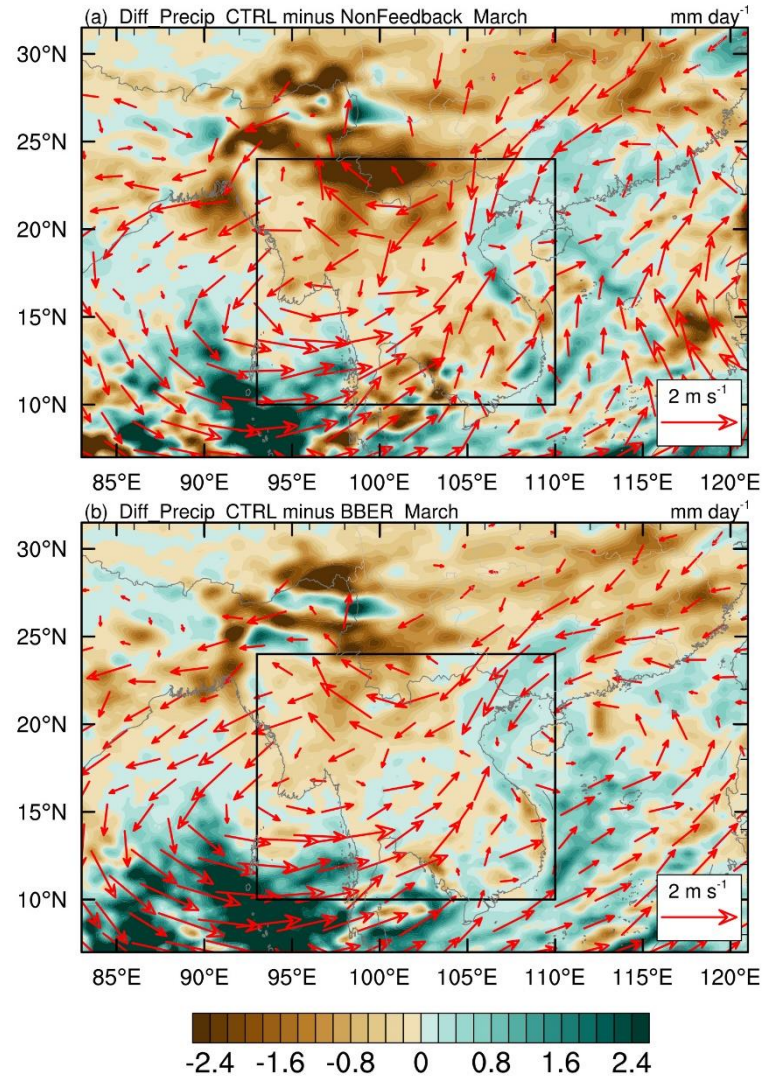 (a) Diff_Precip CTRL minus NonFeedback March mm day⁻¹
30°N
25°N
20°N
15°N
10°N
2 m s⁻¹
85°E 90°E 95°E 100°E 105°E 110°E 115°E 120°E
(b) Diff_Precip CTRL minus BBER March mm day⁻¹
30°N
25°N
20°N
15°N
10°N
2 m s⁻¹
85°E 90°E 95°E 100°E 105°E 110°E 115°E 120°E
-2.4 -1.6 -0.8 0 0.8 1.6 2.4